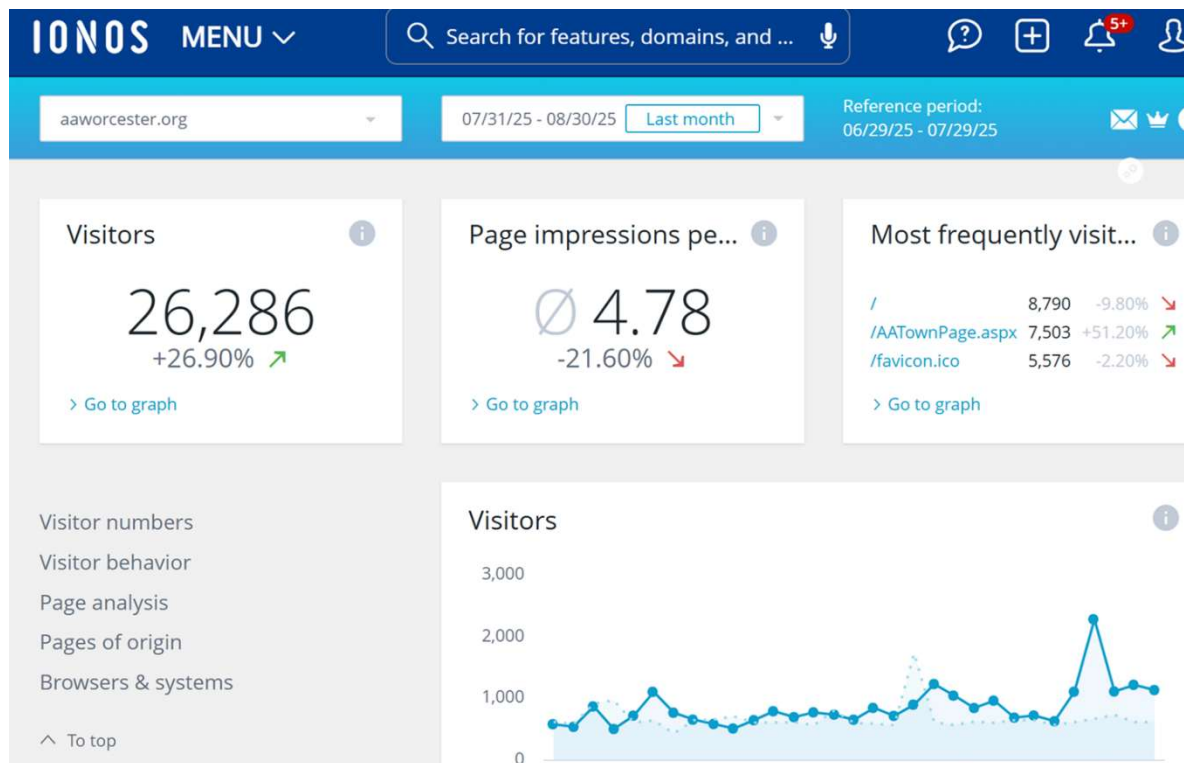 IONOS MENU Search for features, domains, and ... 5+
aaworcester.org 07/31/25 - 08/30/25 Last month Reference period:
06/29/25 - 07/29/25
Visitors
26,286
+26.90%
> Go to graph
Page impressions pe...
Ø 4.78
-21.60%
> Go to graph
Most frequently visit...
/ 8,790 -9.80%
/AATownPage.aspx 7,503 +51.20%
/favicon.ico 5,576 -2.20%
> Go to graph
Visitor numbers
Visitor behavior
Page analysis
Pages of origin
Browsers & systems
To top
Visitors
3,000
2,000
1,000
0